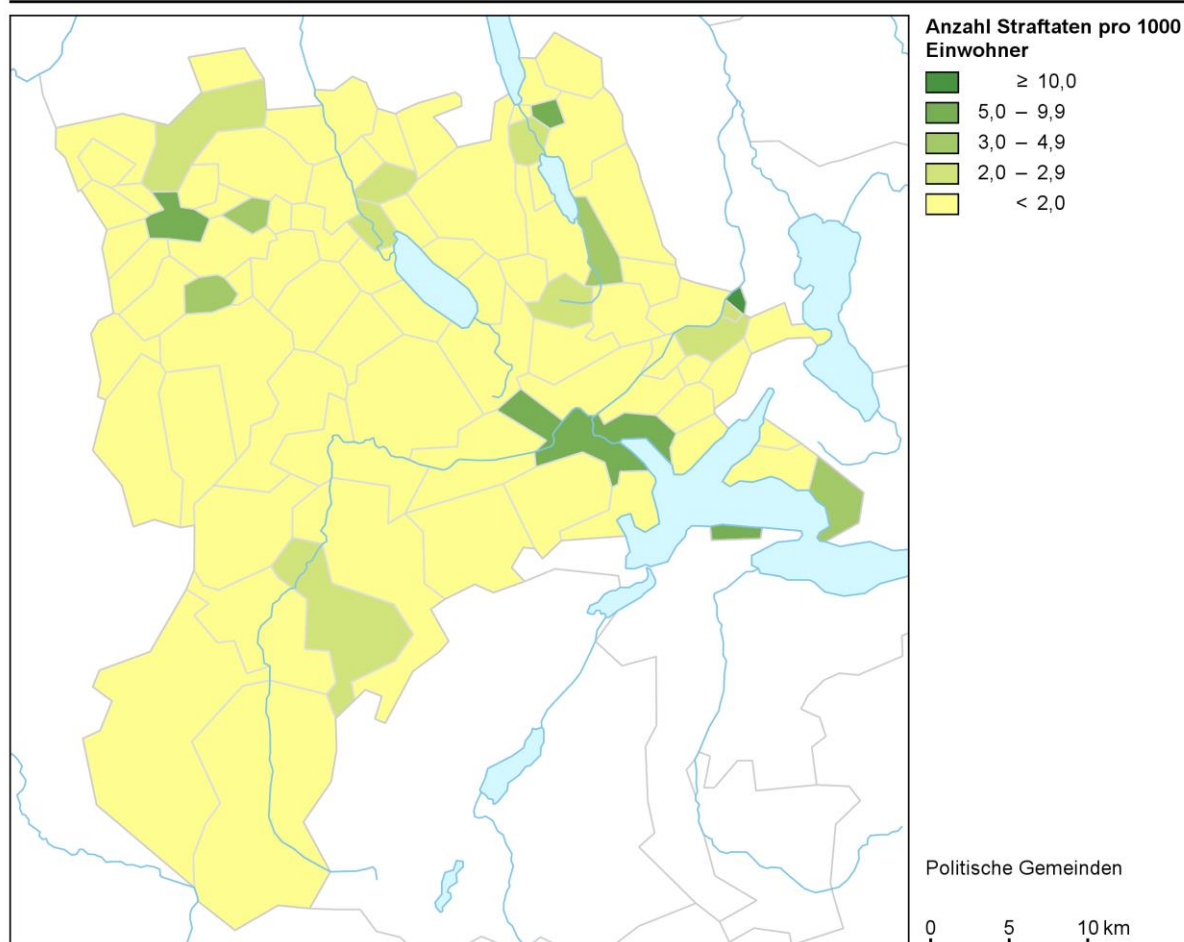 Anzahl Straftaten pro 1000
Einwohner
≥ 10,0
5,0 – 9,9
3,0 – 4,9
2,0 – 2,9
< 2,0
Politische Gemeinden
0 5 10 km